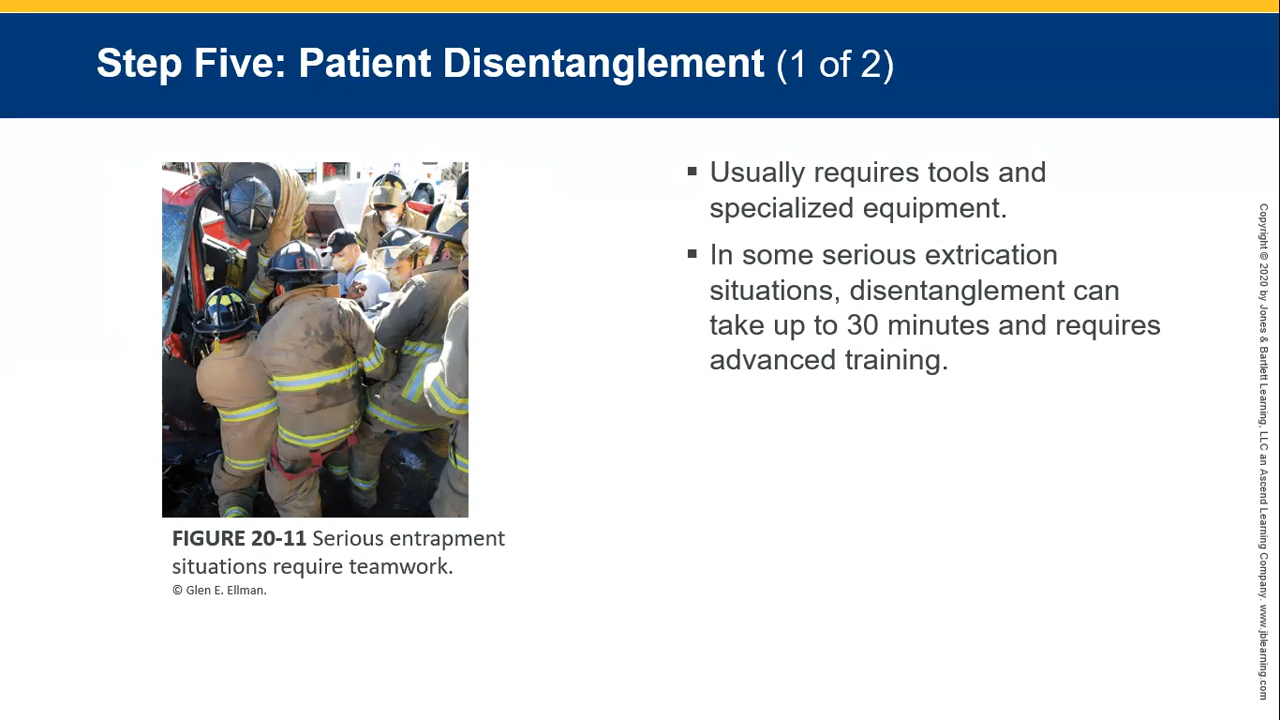 Step Five: Patient Disentanglement (1 of 2)
▪ Usually requires tools and
specialized equipment.
▪ In some serious extrication
situations, disentanglement can
take up to 30 minutes and requires
advanced training.
FIGURE 20-11 Serious entrapment
situations require teamwork.
© Glen E. Ellman.
Copyright © 2020 by Jones & Bartlett Learning, LLC an Ascend Learning Company. www.jblearning.com